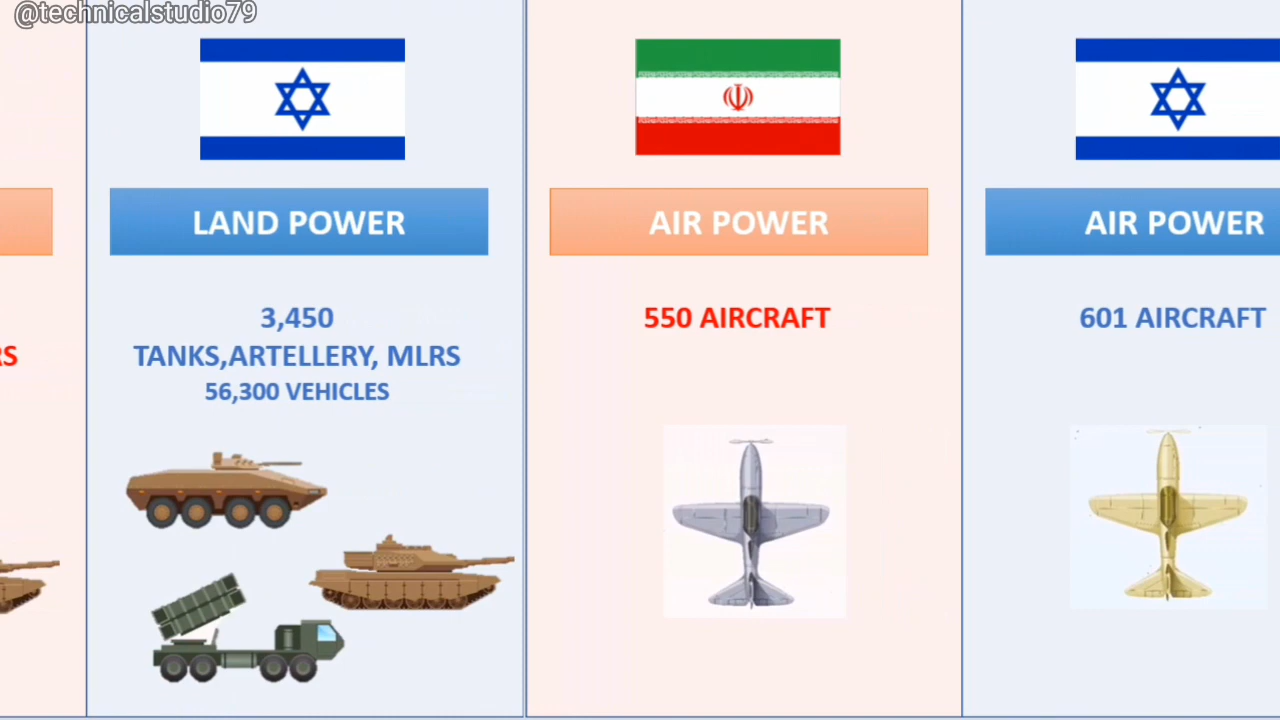 @technicalstudio79
LAND POWER
3,450
TANKS,ARTELLERY, MLRS
56,300 VEHICLES
AIR POWER
550 AIRCRAFT
AIR POWER
601 AIRCRAFT
RS